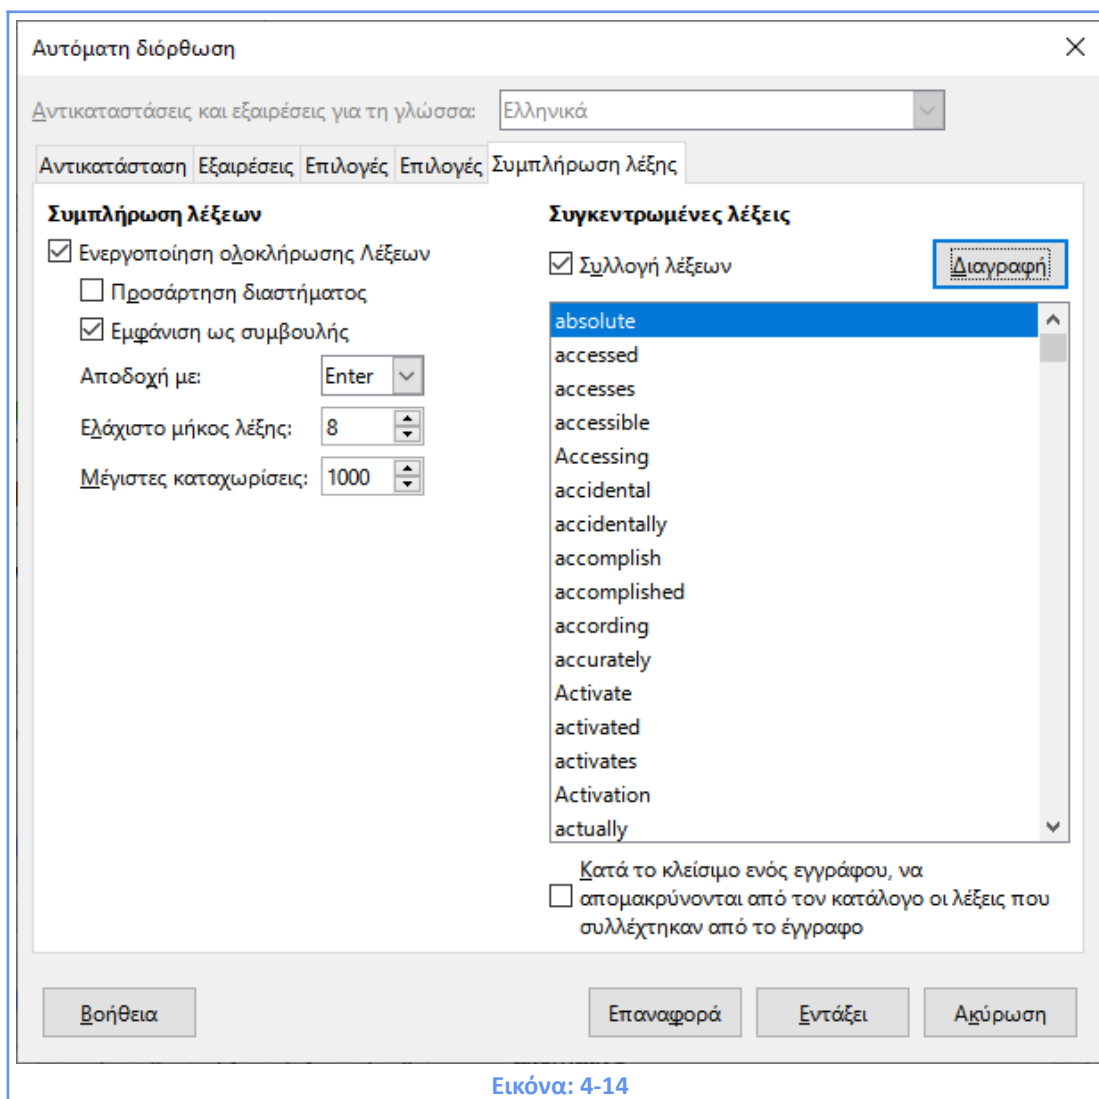 Αυτόματη διόρθωση
Αντικαταστάσεις και εξαιρέσεις για τη γλώσσα: Ελληνικά
Αντικατάσταση Εξαιρέσεις Επιλογές Επιλογές Συμπλήρωση λέξης
Συμπλήρωση λέξεων
Ενεργοποίηση ολοκλήρωσης Λέξεων
Προσάρτηση διαστήματος
Εμφάνιση ως συμβουλής
Αποδοχή με: Enter
Ελάχιστο μήκος λέξης: 8
Μέγιστες καταχωρίσεις: 1000
Συγκεντρωμένες λέξεις
Συλλογή λέξεων Διαγραφή
absolute
accessed
accesses
accessible
Accessing
accidental
accidentally
accomplish
accomplished
according
accurately
Activate
activated
activates
Activation
actually
Κατά το κλείσιμο ενός εγγράφου, να
απομακρύνονται από τον κατάλογο οι λέξεις που
συλλέχτηκαν από το έγγραφο
Βοήθεια Επαναφορά Εντάξει Ακύρωση
Εικόνα: 4-14